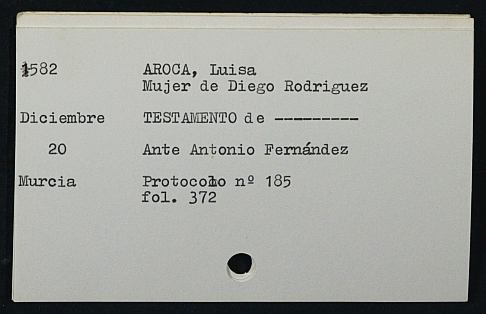 1582 AROCA, Luisa
Mujer de Diego Rodriguez
Diciembre TESTAMENTO de ---------
20 Ante Antonio Fernández
Murcia Protocolo nº 185
fol. 372